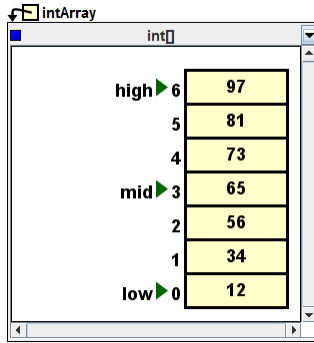 intArray
int[]
high 6 97
5 81
4 73
mid 3 65
2 56
1 34
low 0 12